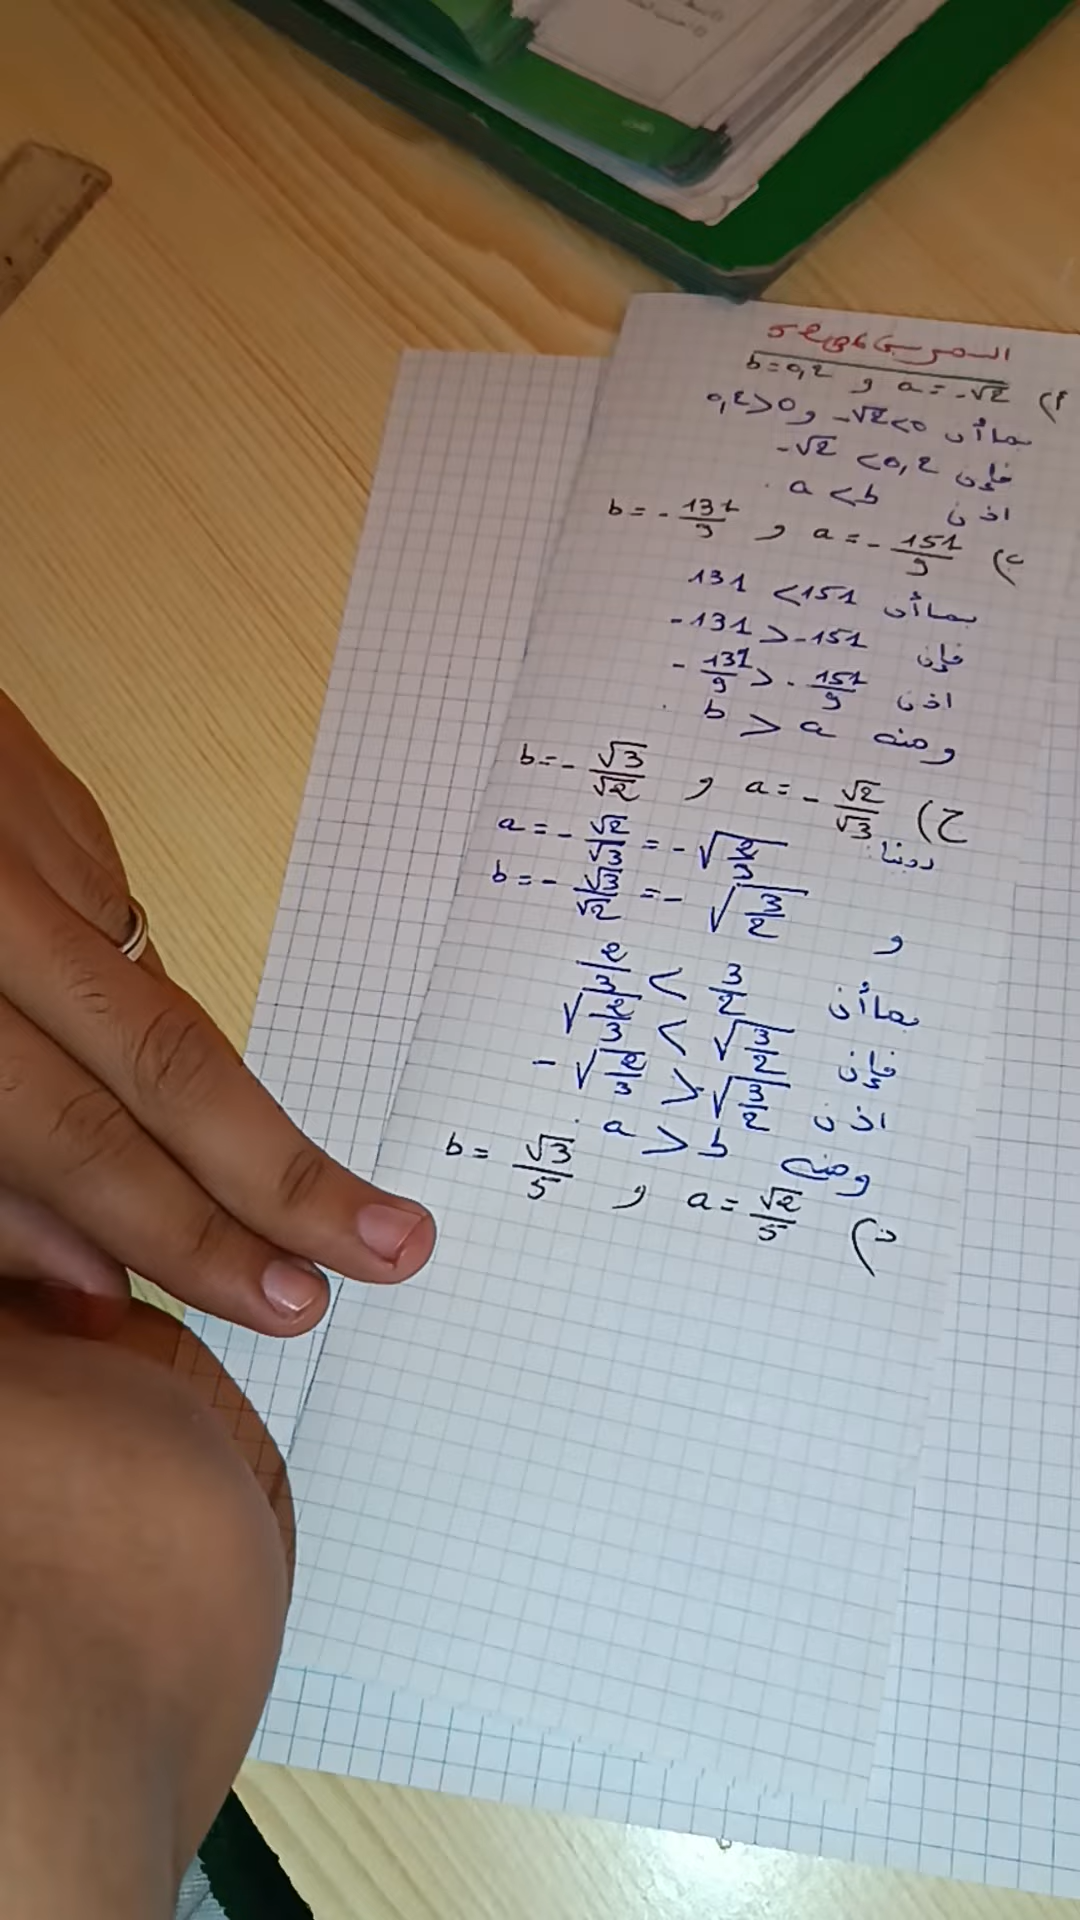 أ) a = -√2 و b = 0,2
بما أن -√2 < 0 و 0,2 > 0
فإن -√2 < 0,2
اذن a < b
ب) a = - 151/9 و b = - 131/9
بما أن 131 < 151
فإن -131 > -151
اذن - 131/9 > - 151/9
ومنه b > a
ج) a = - √2/√3 و b = - √3/√2
لدينا: a = - √2/√3 = - √(2/3)
و b = - √3/√2 = - √(3/2)
بما أن 2/3 < 3/2
فإن √(2/3) < √(3/2)
اذن - √(2/3) > √(3/2)
ومنه a > b
د) a = √2/5 و b = √3/5